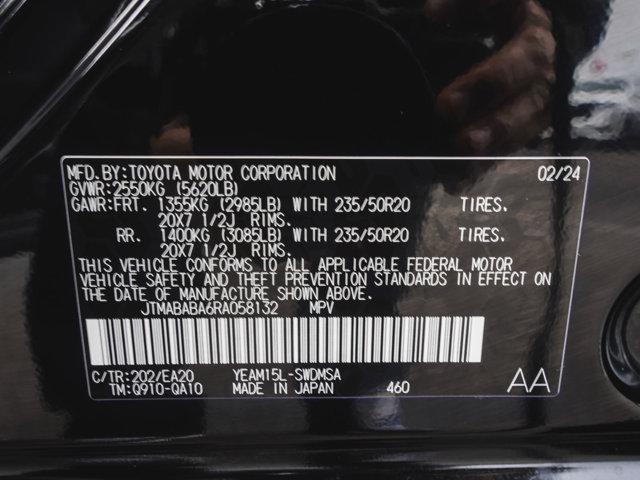 MFD.BY:TOYOTA MOTOR CORPORATION 02/24
GVWR:2550KG (5620LB)
GAWR:FRT. 1355KG (2985LB) WITH 235/50R20 TIRES.
20X7 1/2J RIMS.
RR. 1400KG (3085LB) WITH 235/50R20 TIRES.
20X7 1/2J RIMS.
THIS VEHICLE CONFORMS TO ALL APPLICABLE FEDERAL MOTOR
VEHICLE SAFETY AND THEFT PREVENTION STANDARDS IN EFFECT ON
THE DATE OF MANUFACTURE SHOWN ABOVE.
JTMABABA6RA058132 MPV
C/TR:202/EA20 YEAM15L-SWDMSA
TM:Q910-QA10 MADE IN JAPAN 460 AA